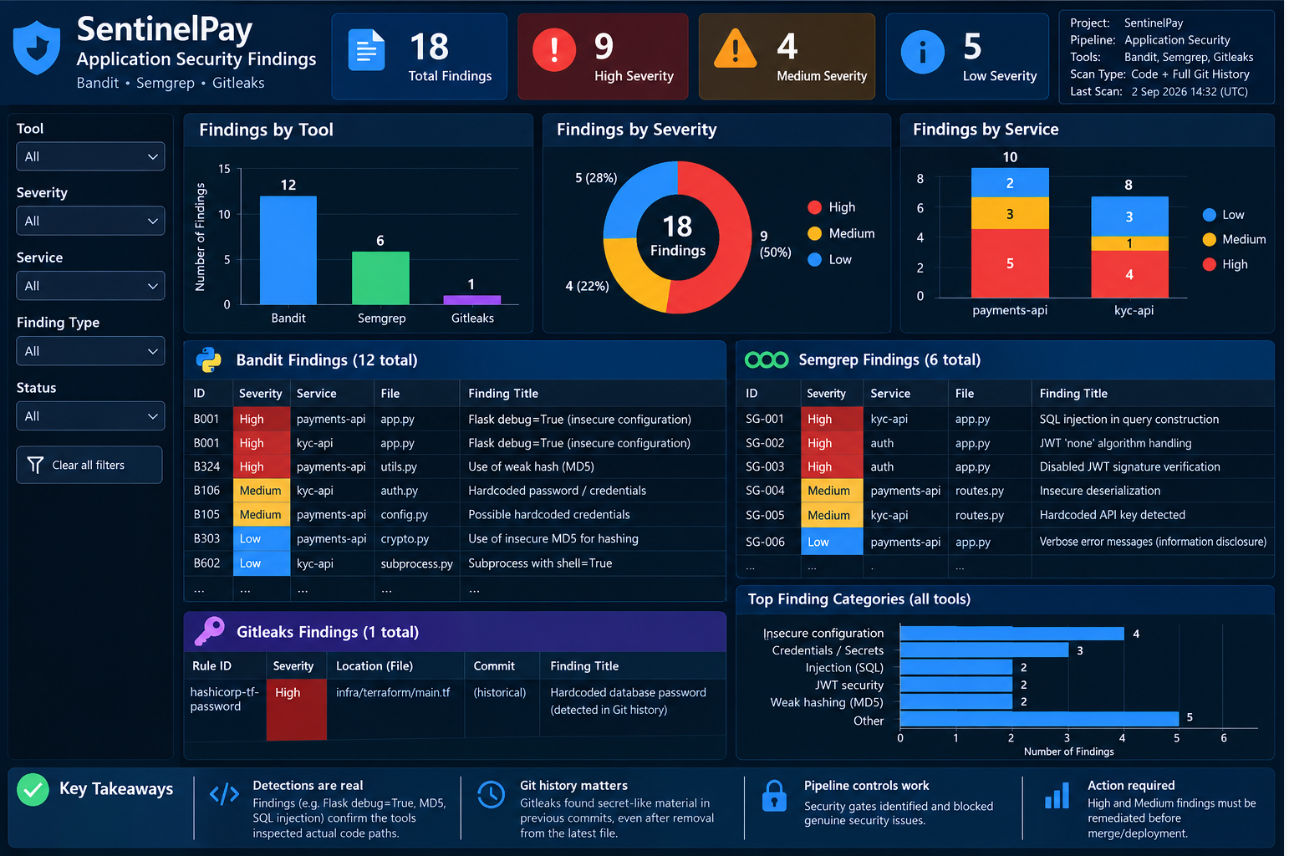 SentinelPay
Application Security Findings
Bandit • Semgrep • Gitleaks
18
Total Findings
9
High Severity
4
Medium Severity
5
Low Severity
Project: SentinelPay
Pipeline: Application Security
Tools: Bandit, Semgrep, Gitleaks
Scan Type: Code + Full Git History
Last Scan: 2 Sep 2026 14:32 (UTC)
Tool
All
Severity
All
Service
All
Finding Type
All
Status
All
Clear all filters
Findings by Tool
Number of Findings
15
10
5
0
12
6
1
Bandit
Semgrep
Gitleaks
Findings by Severity
5 (28%)
4 (22%)
9
(50%)
18
Findings
High
Medium
Low
Findings by Service
8
6
4
2
0
10
2
3
5
8
3
1
4
payments-api
kyc-api
Low
Medium
High
Bandit Findings (12 total)
ID Severity Service File Finding Title
B001 High payments-api app.py Flask debug=True (insecure configuration)
B001 High kyc-api app.py Flask debug=True (insecure configuration)
B324 High payments-api utils.py Use of weak hash (MD5)
B106 Medium kyc-api auth.py Hardcoded password / credentials
B105 Medium payments-api config.py Possible hardcoded credentials
B303 Low payments-api crypto.py Use of insecure MD5 for hashing
B602 Low kyc-api subprocess.py Subprocess with shell=True
... ... ... ... ...
Semgrep Findings (6 total)
ID Severity Service File Finding Title
SG-001 High kyc-api app.py SQL injection in query construction
SG-002 High auth app.py JWT 'none' algorithm handling
SG-003 High auth app.py Disabled JWT signature verification
SG-004 Medium payments-api routes.py Insecure deserialization
SG-005 Medium kyc-api routes.py Hardcoded API key detected
SG-006 Low payments-api app.py Verbose error messages (information disclosure)
... ... . ...
Gitleaks Findings (1 total)
Rule ID Severity Location (File) Commit Finding Title
hashicorp-tf- High infra/terraform/main.tf (historical) Hardcoded database password
password (detected in Git history)
Top Finding Categories (all tools)
Insecure configuration 4
Credentials / Secrets 3
Injection (SQL) 2
JWT security 2
Weak hashing (MD5) 2
Other 5
0 1 2 3 4 5 6
Number of Findings
Key Takeaways
Detections are real
Findings (e.g. Flask debug=True, MD5,
SQL injection) confirm the tools
inspected actual code paths.
Git history matters
Gitleaks found secret-like material in
previous commits, even after removal
from the latest file.
Pipeline controls work
Security gates identified and blocked
genuine security issues.
Action required
High and Medium findings must be
remediated before
merge/deployment.